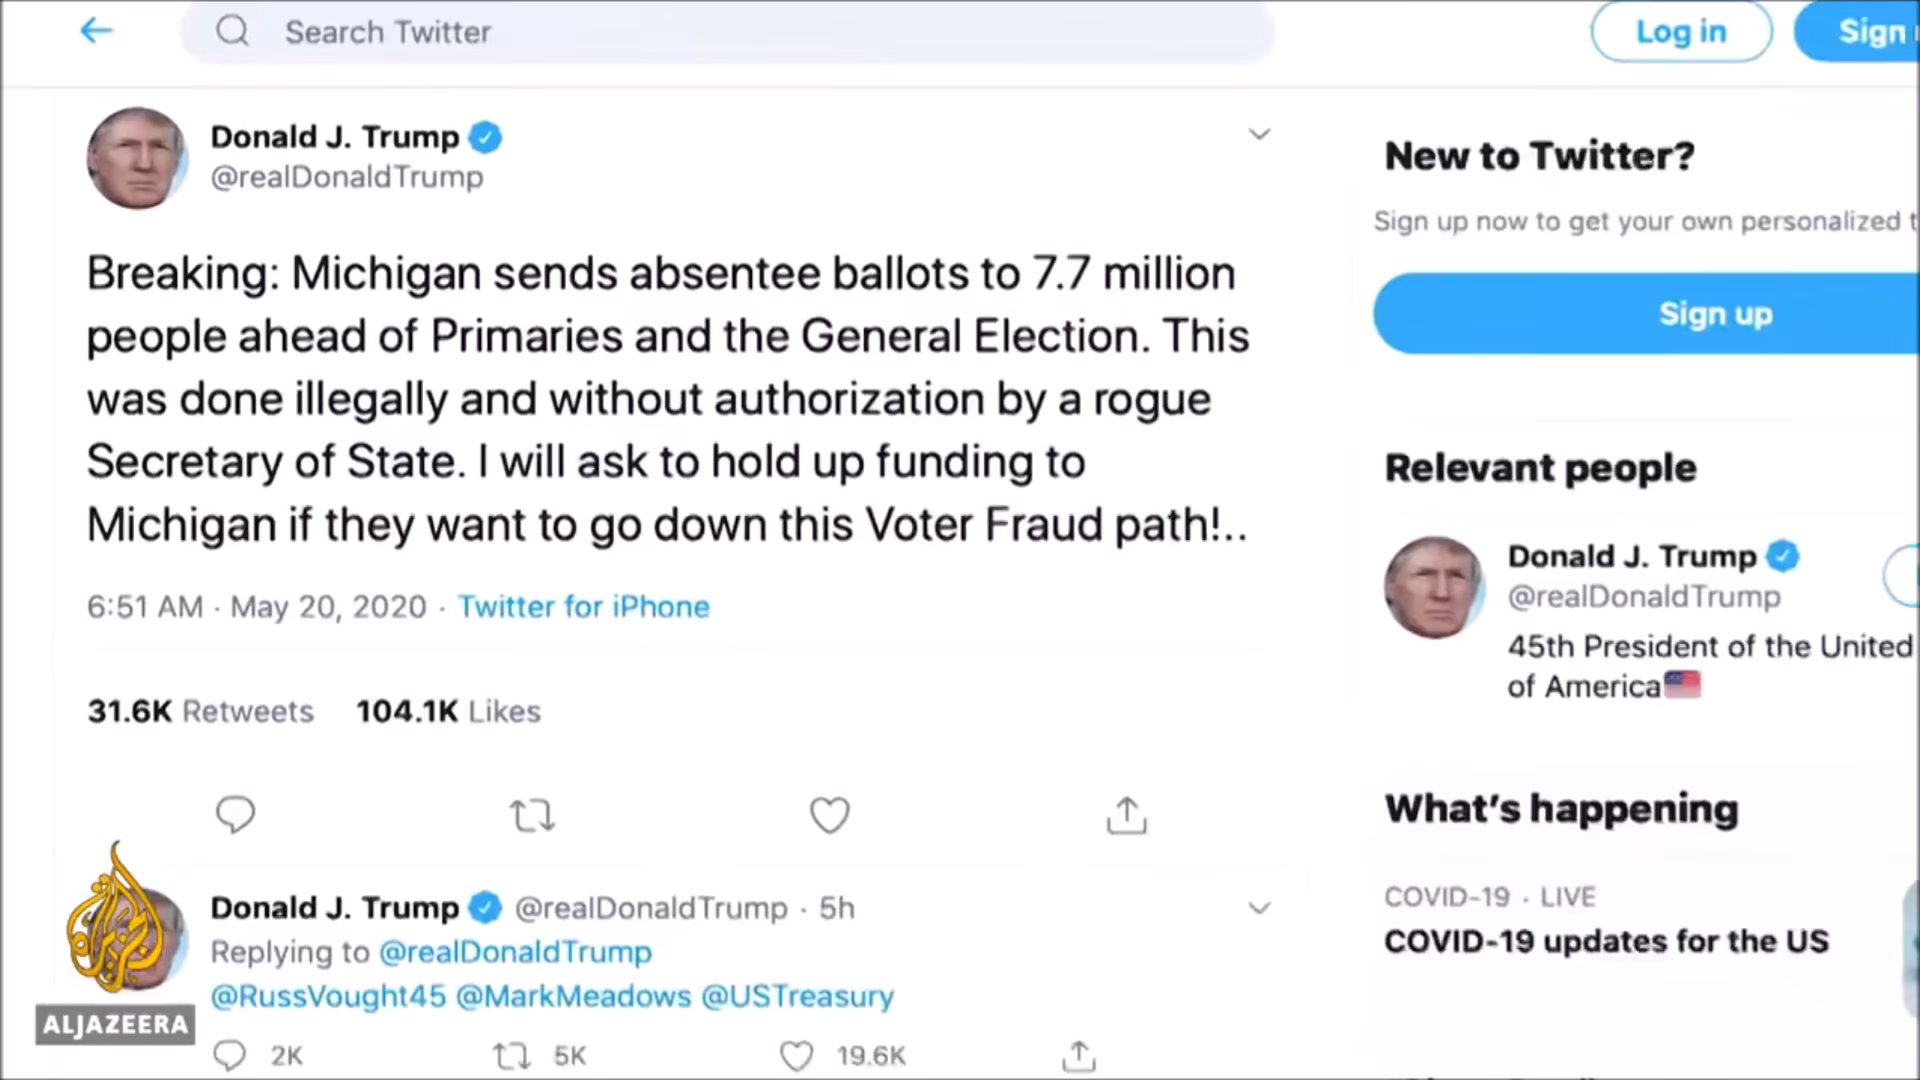 Search Twitter
Log in
Sign
Donald J. Trump
@realDonaldTrump
Breaking: Michigan sends absentee ballots to 7.7 million
people ahead of Primaries and the General Election. This
was done illegally and without authorization by a rogue
Secretary of State. I will ask to hold up funding to
Michigan if they want to go down this Voter Fraud path!..
6:51 AM · May 20, 2020 · Twitter for iPhone
31.6K Retweets 104.1K Likes
Donald J. Trump @realDonaldTrump · 5h
Replying to @realDonaldTrump
@RussVought45 @MarkMeadows @USTreasury
2K 5K 19.6K
ALJAZEERA
New to Twitter?
Sign up now to get your own personalized
Sign up
Relevant people
Donald J. Trump
@realDonaldTrump
45th President of the United
of America
What's happening
COVID-19 · LIVE
COVID-19 updates for the US